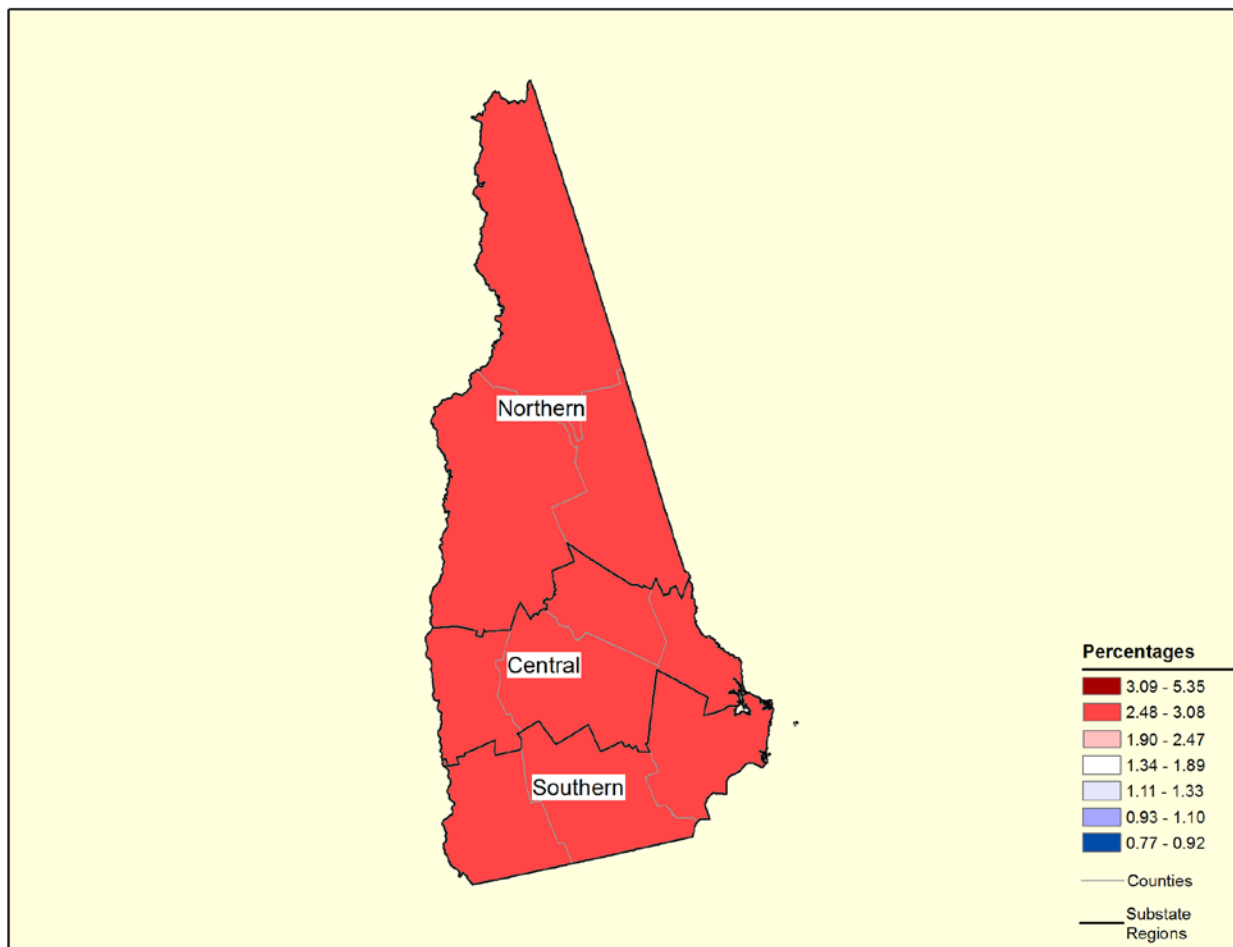 Northern
Central
Southern
Percentages
3.09 - 5.35
2.48 - 3.08
1.90 - 2.47
1.34 - 1.89
1.11 - 1.33
0.93 - 1.10
0.77 - 0.92
Counties
Substate
Regions